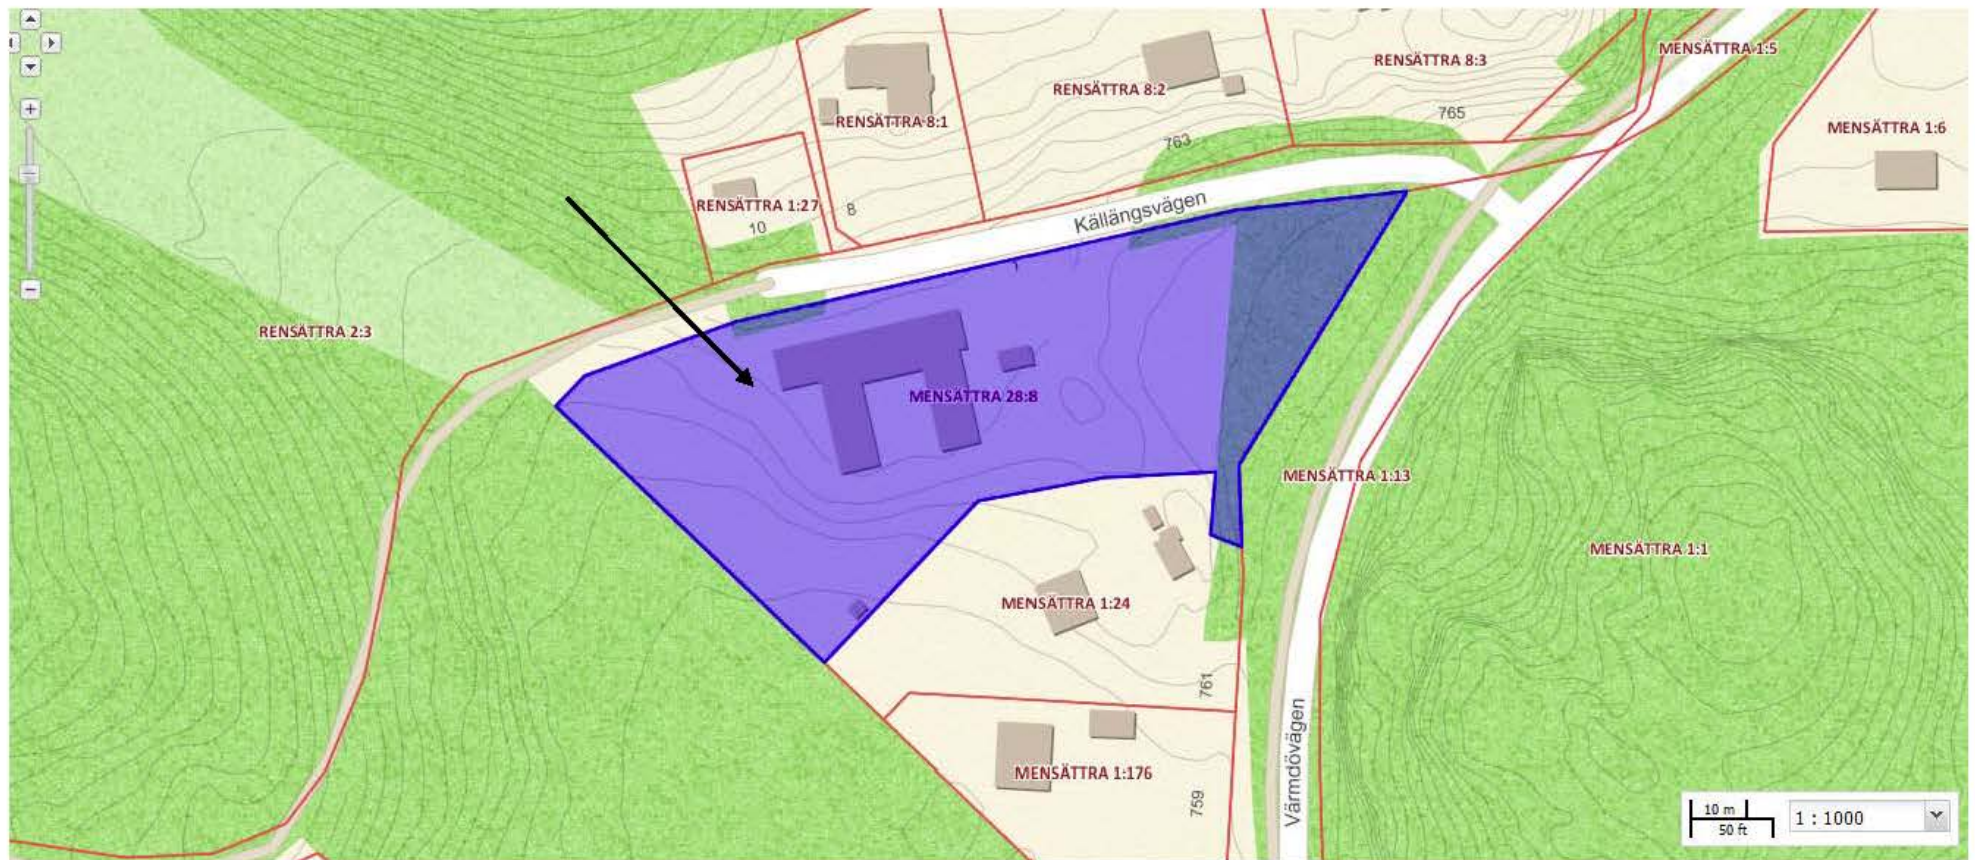 MENSÄTTRA 1:5
RENSÄTTRA 8:3
RENSÄTTRA 8:2
765
RENSÄTTRA 8:1
MENSÄTTRA 1:6
763
RENSÄTTRA 1:27
8
10
Källängsvägen
RENSÄTTRA 2:3
MENSÄTTRA 28:8
MENSÄTTRA 1:13
MENSÄTTRA 1:1
MENSÄTTRA 1:24
761
Värmdövägen
MENSÄTTRA 1:176
759
10 m
50 ft
1 : 1000